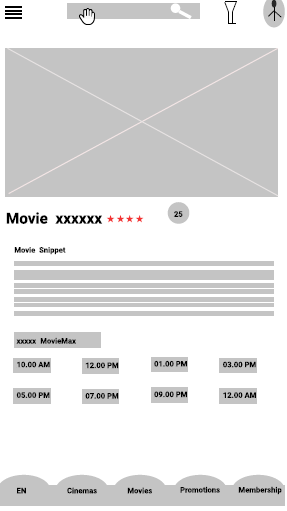 Movie xxxxxx ★★★★ 25
Movie Snippet
xxxxx MovieMax
10.00 AM 12.00 PM 01.00 PM 03.00 PM
05.00 PM 07.00 PM 09.00 PM 12.00 AM
EN Cinemas Movies Promotions Membership